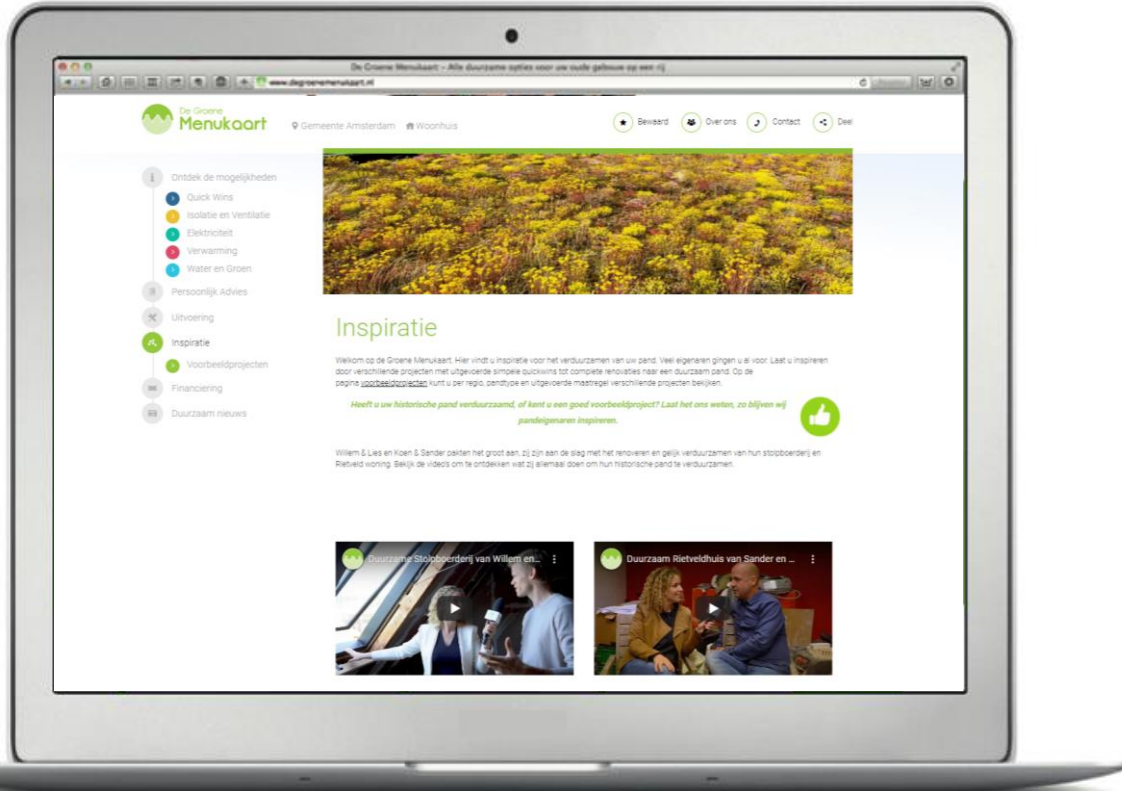 De Groene Menukaart – Alle duurzame opties voor uw oude gebouw op een rij
www.degroenemenukaart.nl
De Groene
Menukaart
Gemeente Amsterdam Woonhuis
Bewaard Over ons Contact Deel
Ontdek de mogelijkheden
Quick Wins
Isolatie en Ventilatie
Elektriciteit
Verwarming
Water en Groen
Persoonlijk Advies
Uitvoering
Inspiratie
Voorbeeldprojecten
Financiering
Duurzaam nieuws
Inspiratie
Welkom op de Groene Menukaart. Hier vindt u inspiratie voor het verduurzamen van uw pand. Veel eigenaren gingen u al voor. Laat u inspireren
door verschillende projecten met uitgevoerde simpele quickwins tot complete renovaties naar een duurzaam pand. Op de
pagina voorbeeldprojecten kunt u per regio, pandtype en uitgevoerde maatregel verschillende projecten bekijken.
Heeft u uw historische pand verduurzaamd, of kent u een goed voorbeeldproject? Laat het ons weten, zo blijven wij
pandeigenaren inspireren.
Willem & Lies en Koen & Sander pakten het groot aan, zij zijn aan de slag met het renoveren en gelijk verduurzamen van hun stolpboerderij en
Rietveld woning. Bekijk de video's om te ontdekken wat zij allemaal doen om hun historische pand te verduurzamen.
Duurzame Stolpboerderij van Willem en...
Duurzaam Rietveldhuis van Sander en ...